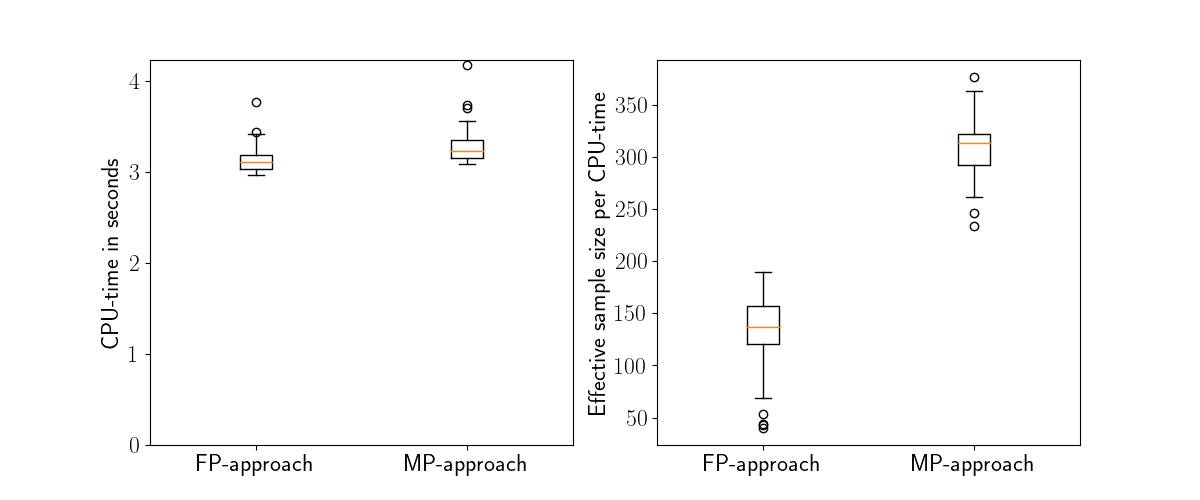 CPU-time in seconds
4
3
2
1
0
FP-approach
MP-approach
Effective sample size per CPU-time
350
300
250
200
150
100
50
FP-approach
MP-approach